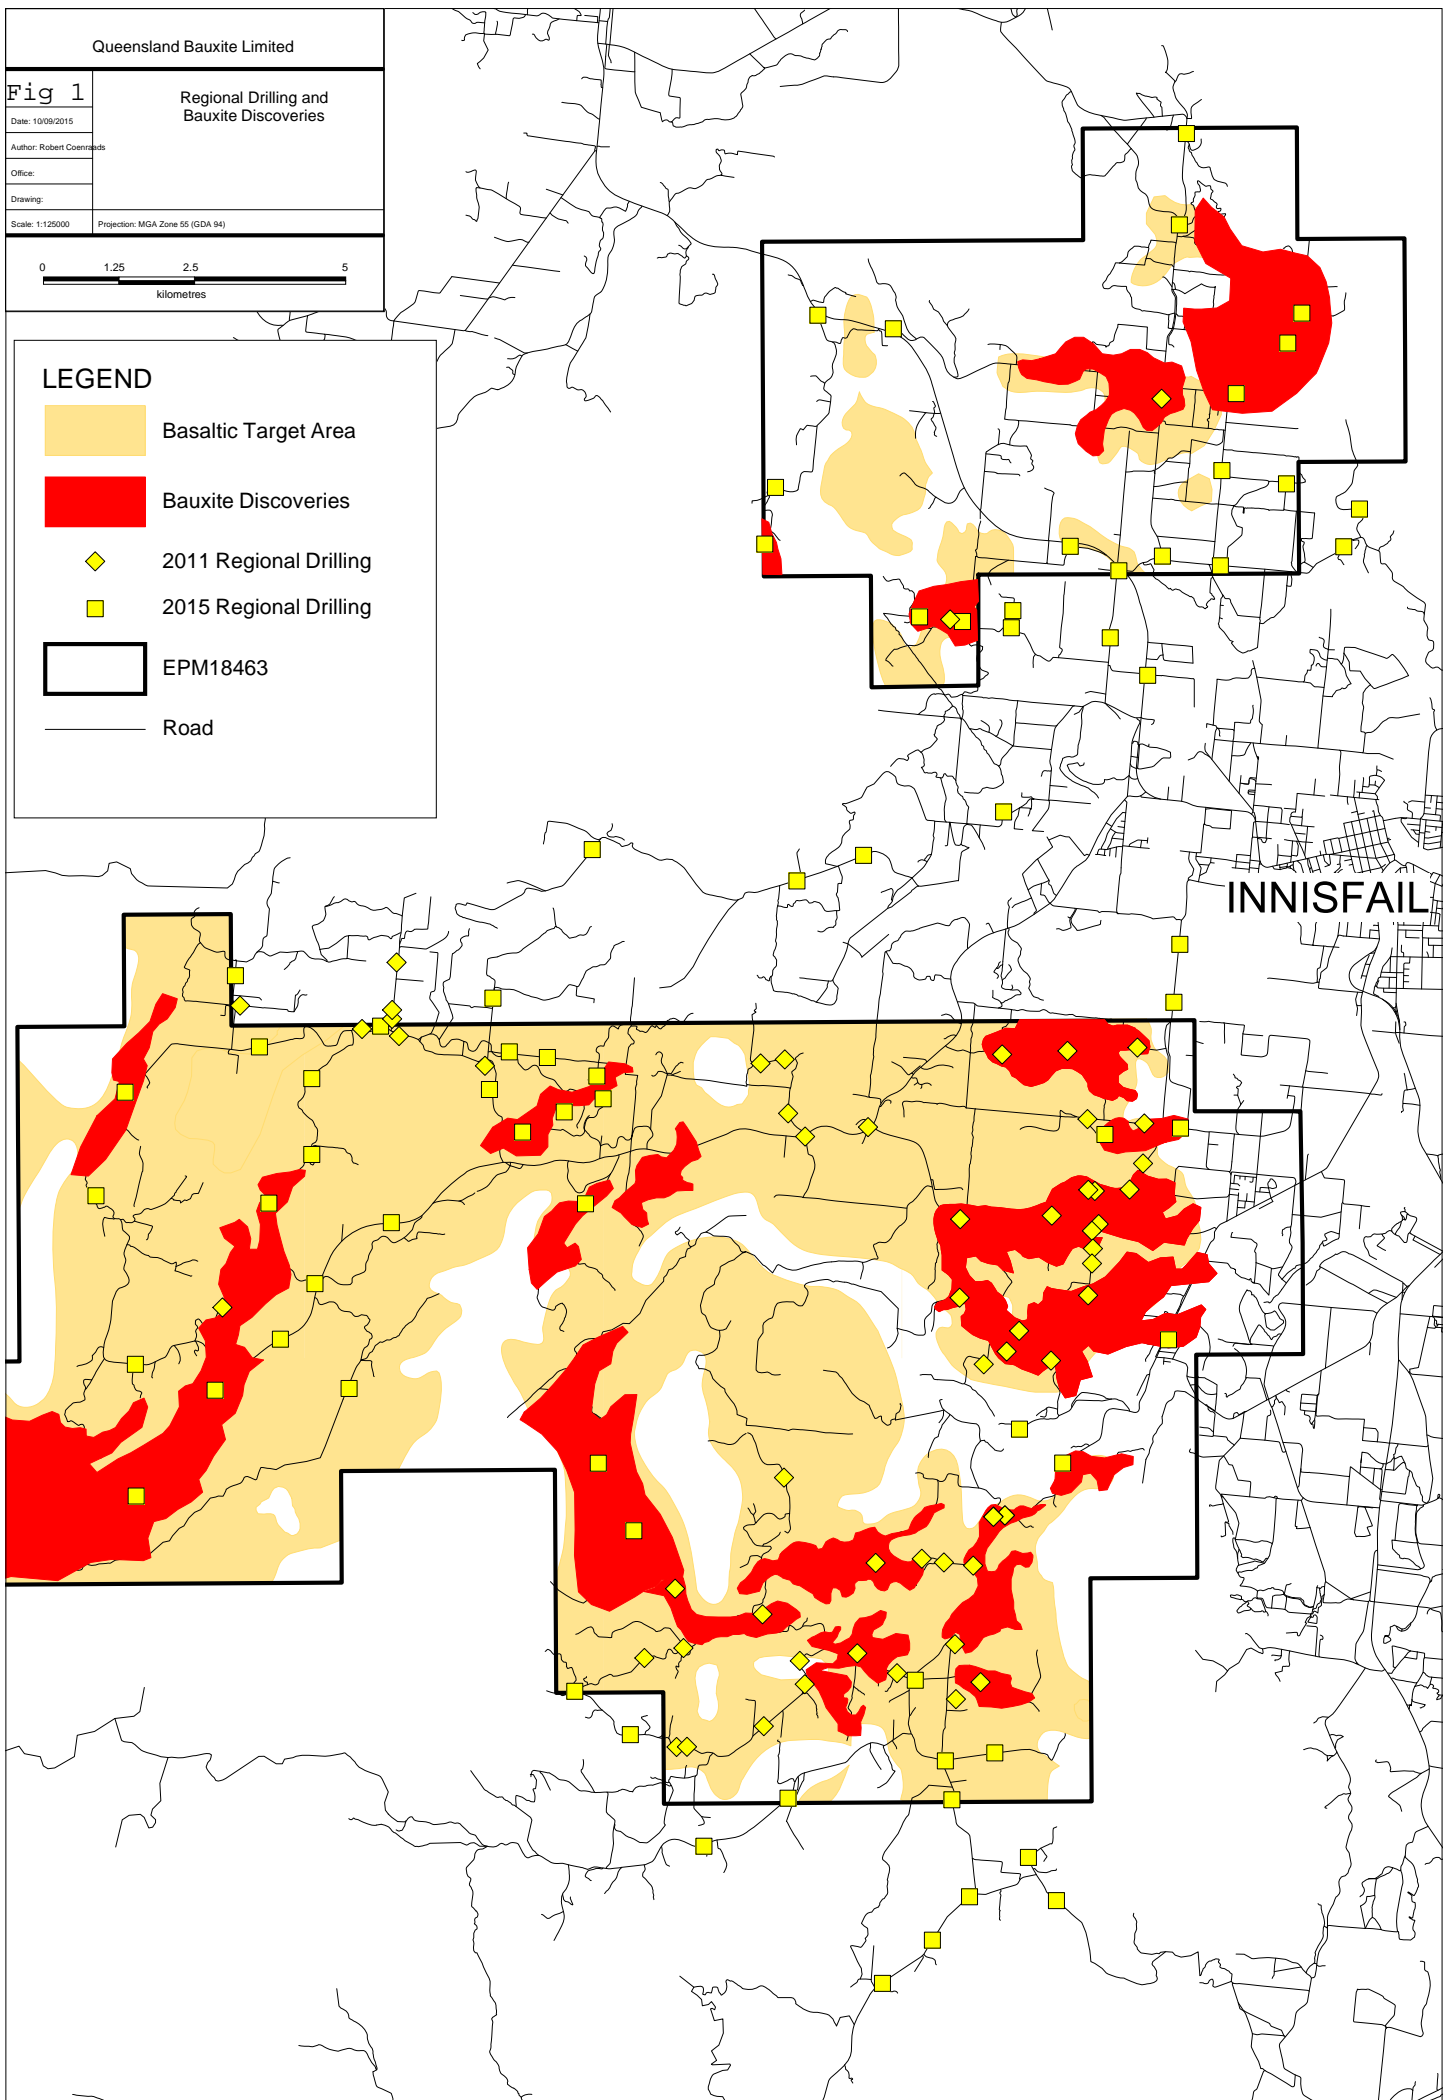 Queensland Bauxite Limited
Fig 1
Regional Drilling and
Bauxite Discoveries
Date: 10/09/2015
Author: Robert Coenraads
Office:
Drawing:
Scale: 1:125000
Projection: MGA Zone 55 (GDA 94)
0 1.25 2.5 5
kilometres
LEGEND
Basaltic Target Area
Bauxite Discoveries
2011 Regional Drilling
2015 Regional Drilling
EPM18463
Road
INNISFAIL